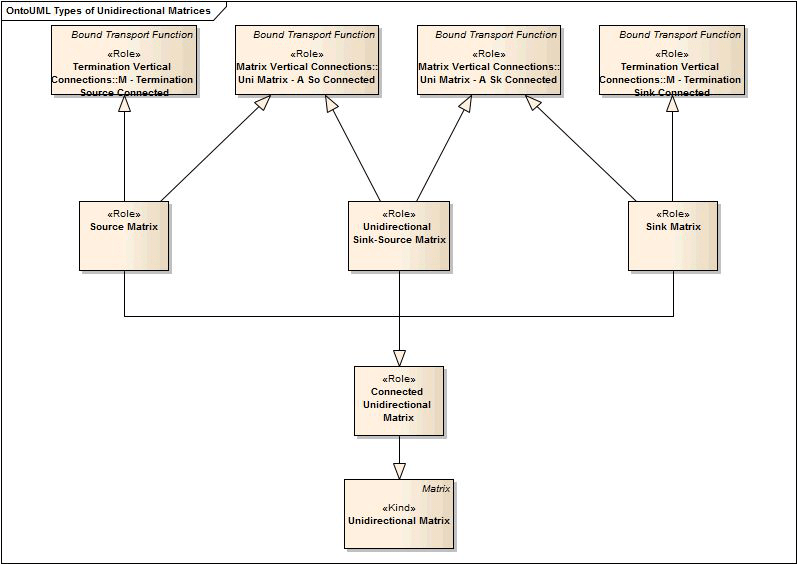 OntoUML Types of Unidirectional Matrices
Bound Transport Function
«Role»
Termination Vertical
Connections::M - Termination
Source Connected
Bound Transport Function
«Role»
Matrix Vertical Connections::
Uni Matrix - A So Connected
Bound Transport Function
«Role»
Matrix Vertical Connections::
Uni Matrix - A Sk Connected
Bound Transport Function
«Role»
Termination Vertical
Connections::M - Termination
Sink Connected
«Role»
Source Matrix
«Role»
Unidirectional
Sink-Source Matrix
«Role»
Sink Matrix
«Role»
Connected
Unidirectional
Matrix
Matrix
«Kind»
Unidirectional Matrix